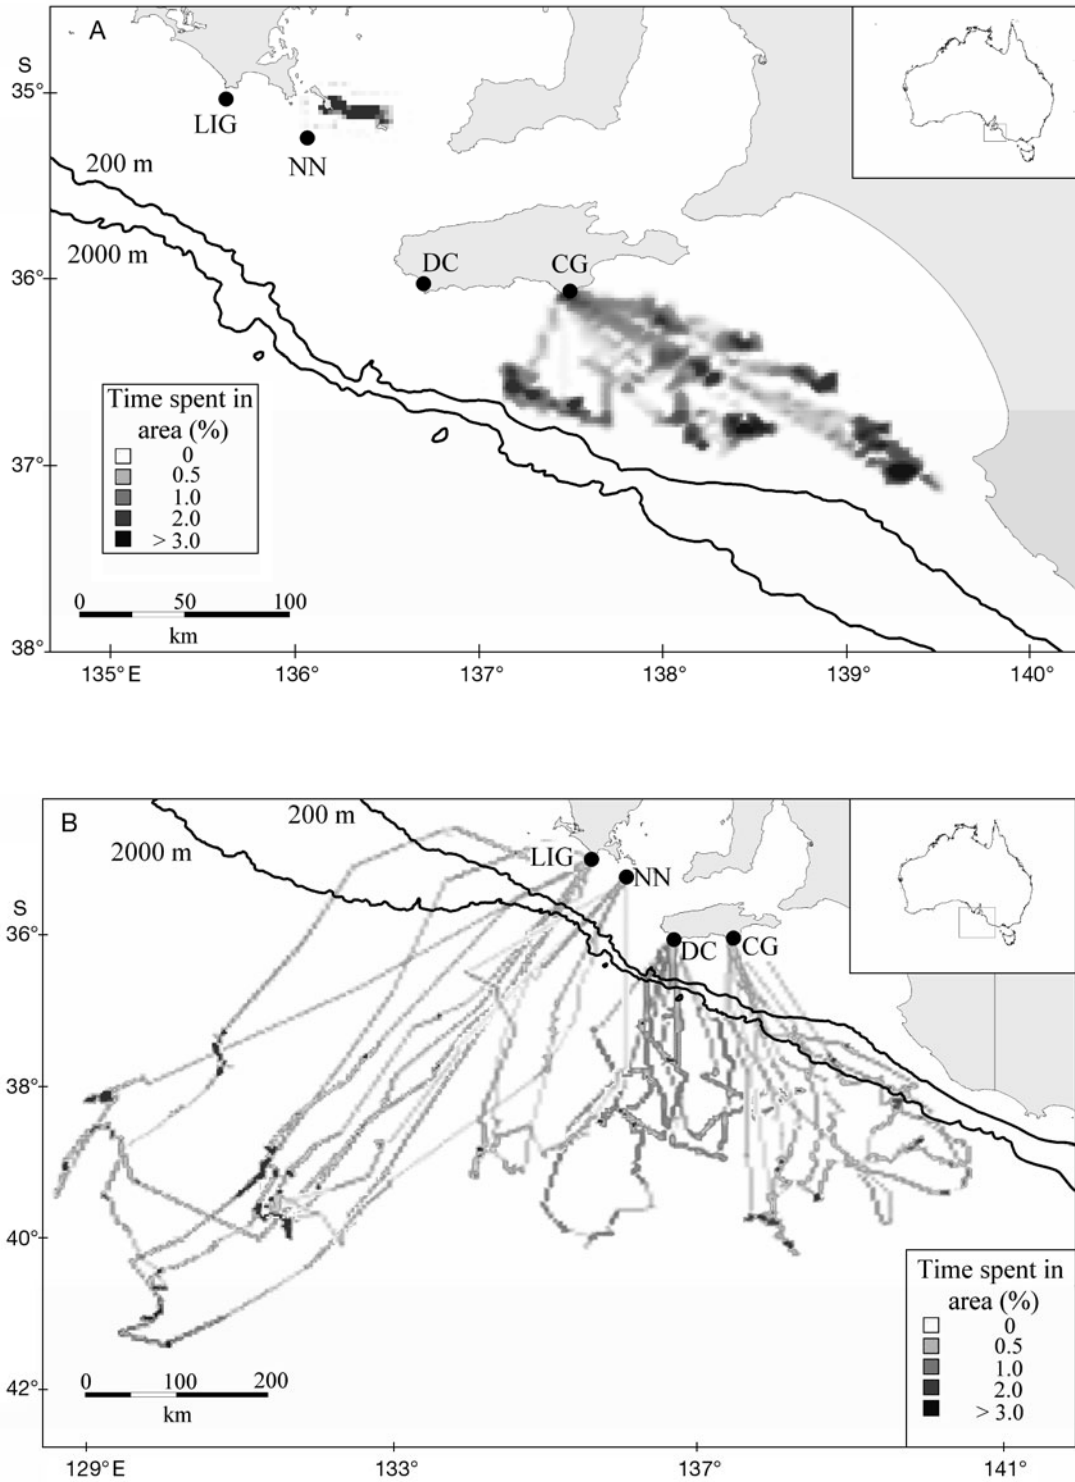 A
S
35°
LIG
NN
200 m
2000 m
DC
CG
36°
Time spent in
area (%)
0
0.5
1.0
2.0
> 3.0
37°
0 50 100
km
38°
135° E 136° 137° 138° 139° 140°
B
200 m
2000 m
LIG
NN
S
36°
DC
CG
38°
40°
Time spent in
area (%)
0
0.5
1.0
2.0
> 3.0
0 100 200
km
42°
129° E 133° 137° 141°